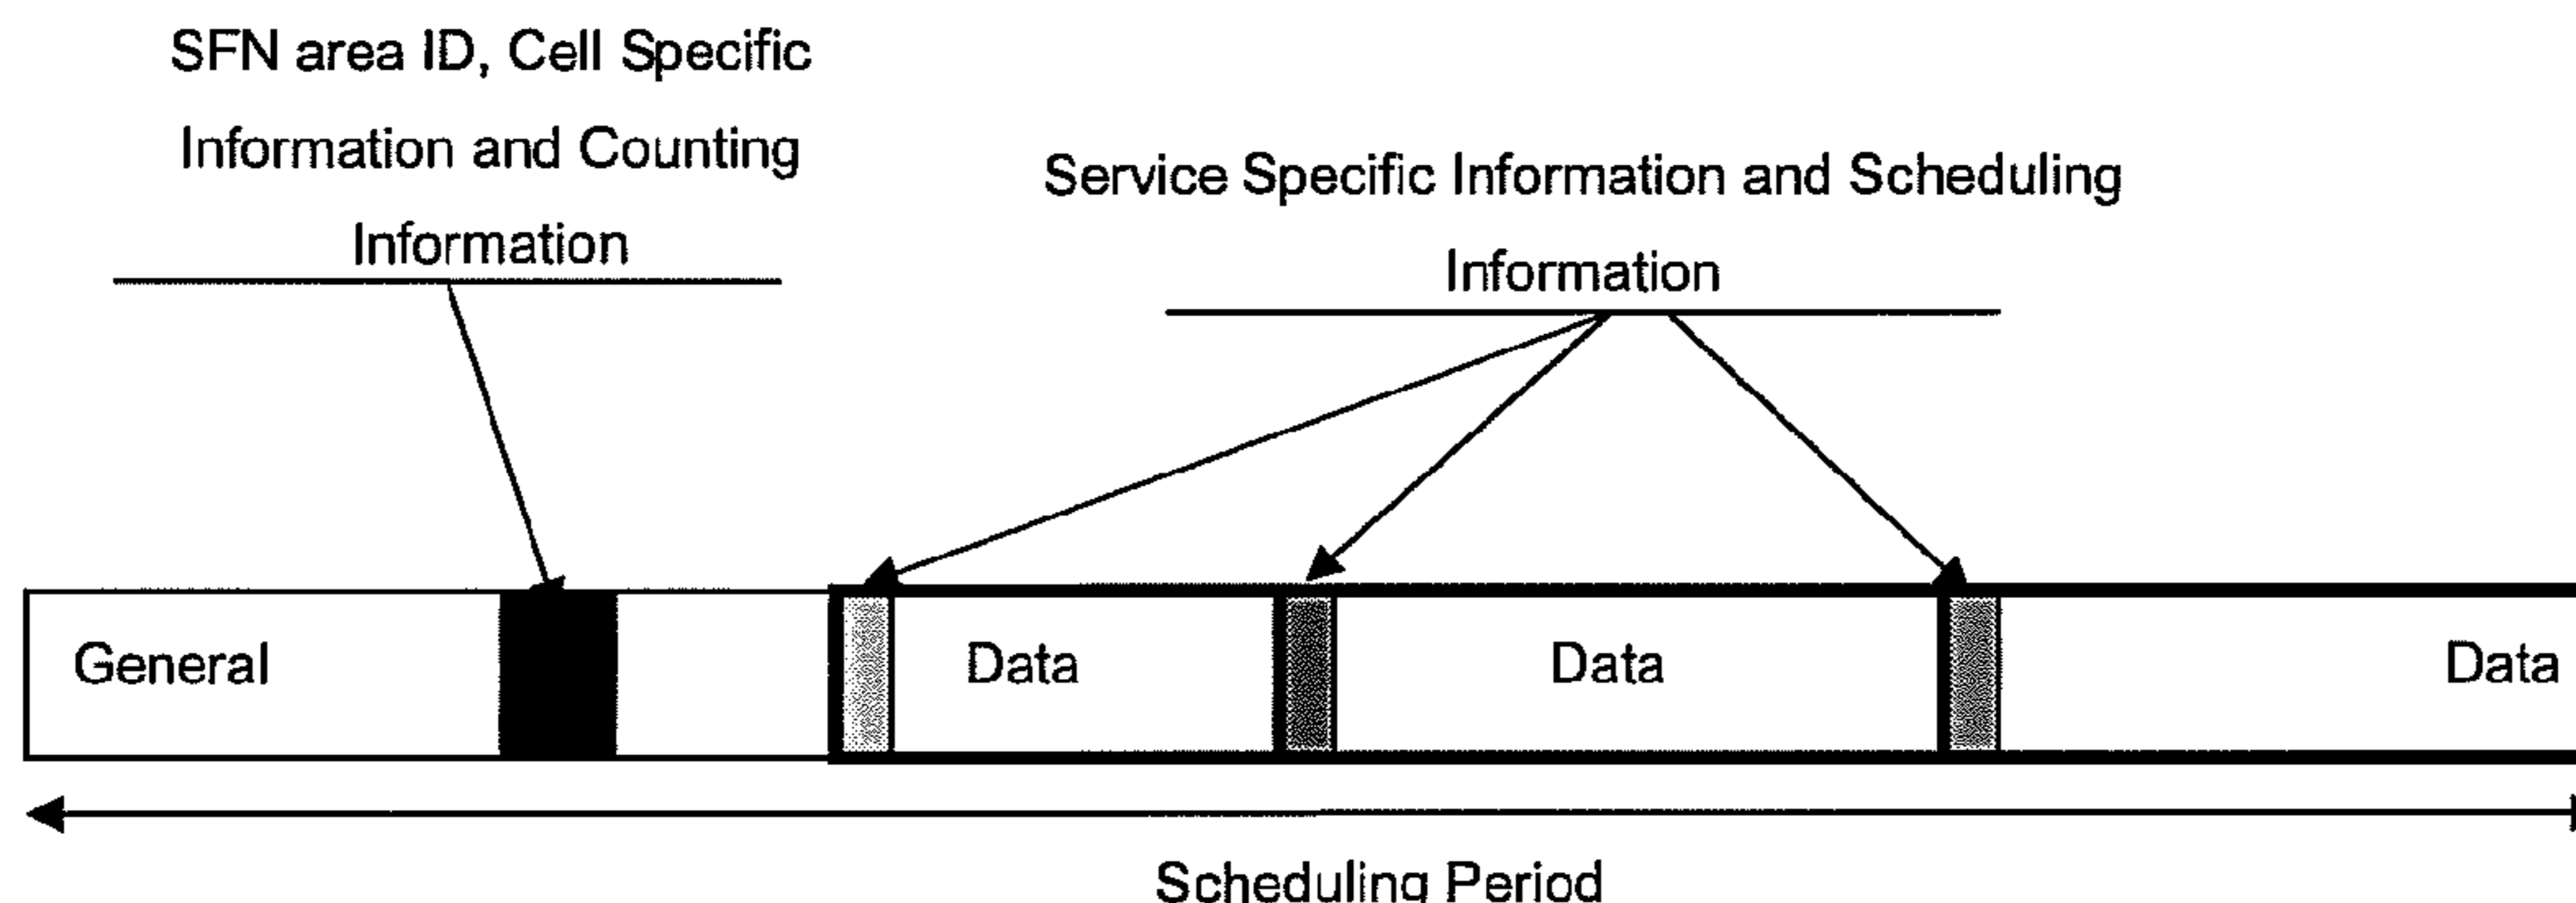 SFN area ID, Cell Specific
Information and Counting
Information
Service Specific Information and Scheduling
Information
General
Data
Data
Data
Scheduling Period